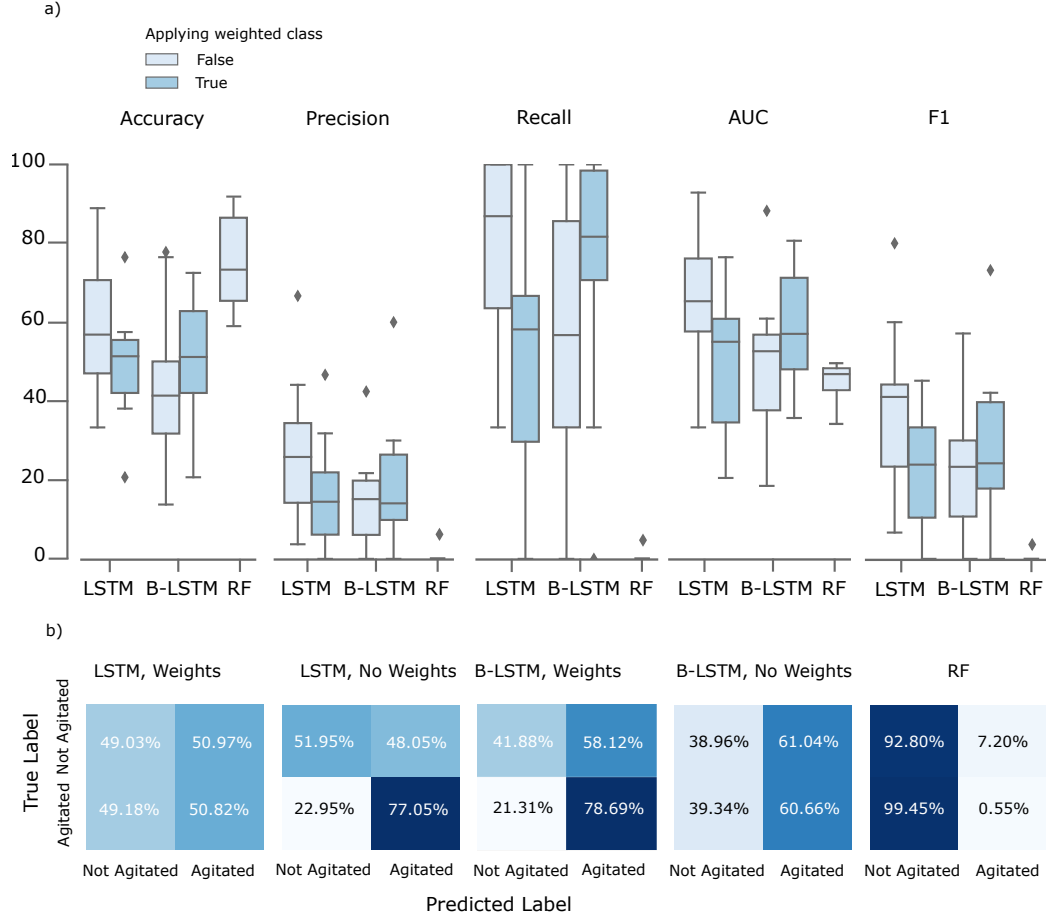 a)
Applying weighted class
False
True
Accuracy Precision Recall AUC F1
100
80
60
40
20
0
LSTM B-LSTM RF LSTM B-LSTM RF LSTM B-LSTM RF LSTM B-LSTM RF LSTM B-LSTM RF
b)
LSTM, Weights LSTM, No Weights B-LSTM, Weights B-LSTM, No Weights RF
True Label
Not Agitated
Agitated
49.03% 50.97% 51.95% 48.05% 41.88% 58.12% 38.96% 61.04% 92.80% 7.20%
49.18% 50.82% 22.95% 77.05% 21.31% 78.69% 39.34% 60.66% 99.45% 0.55%
Not Agitated Agitated Not Agitated Agitated Not Agitated Agitated Not Agitated Agitated Not Agitated Agitated
Predicted Label